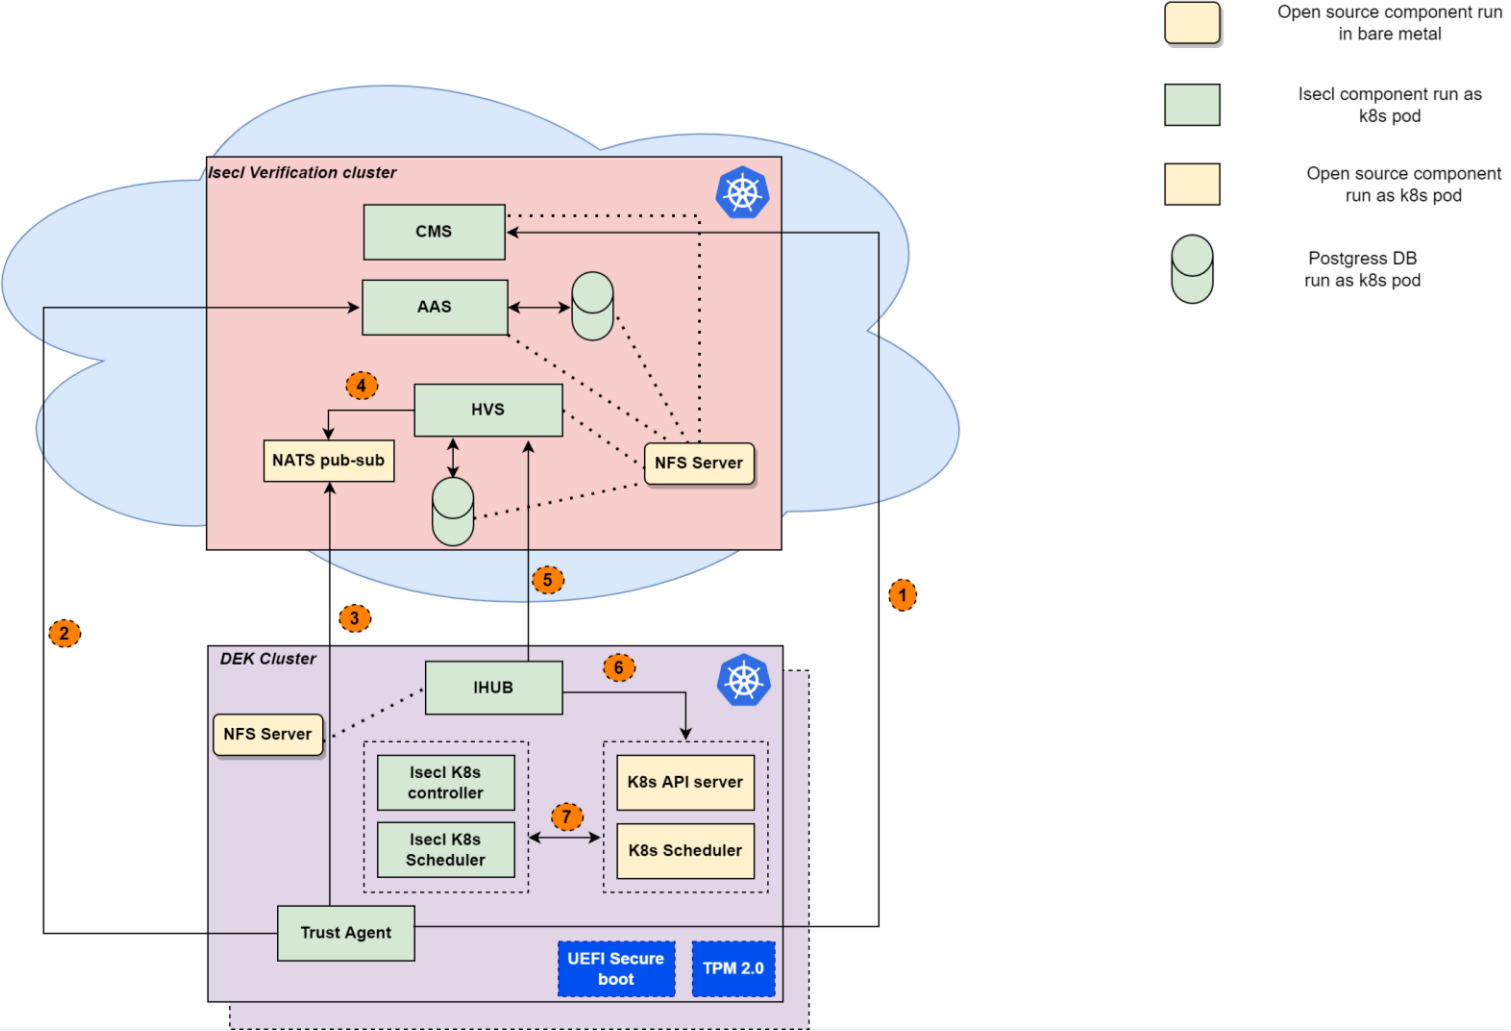 Open source component run
in bare metal
Isecl component run as
k8s pod
Open source component
run as k8s pod
Postgress DB
run as k8s pod
Isecl Verification cluster
CMS
AAS
4
HVS
NATS pub-sub
NFS Server
5
1
3
2
DEK Cluster
6
IHUB
NFS Server
Isecl K8s
controller
K8s API server
7
Isecl K8s
Scheduler
K8s Scheduler
Trust Agent
UEFI Secure
boot
TPM 2.0